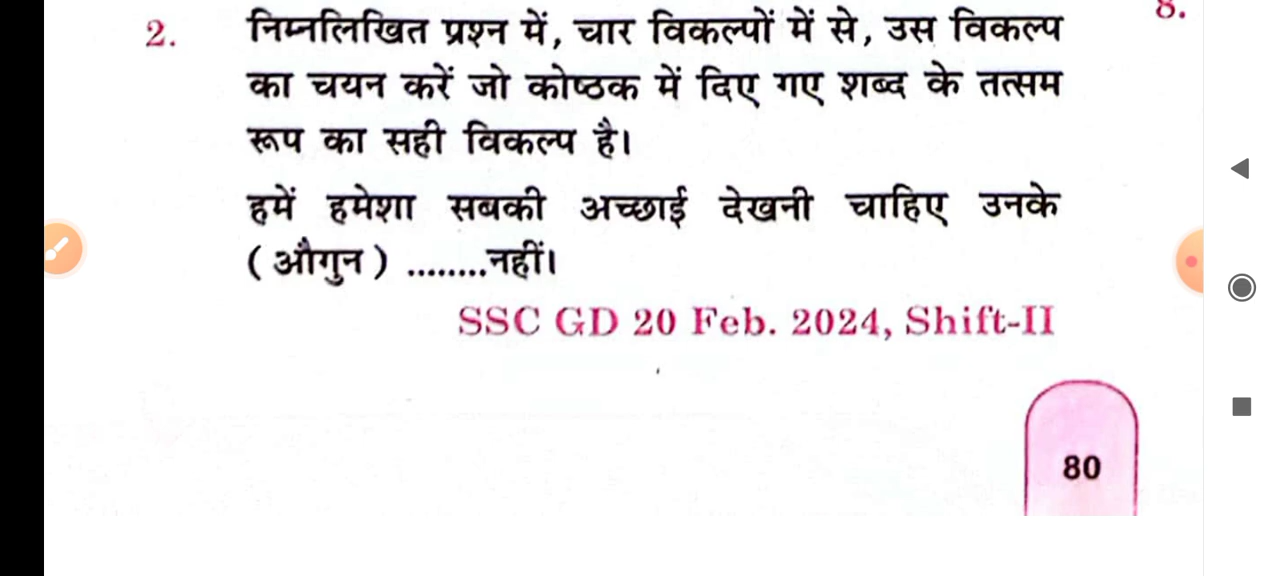 8.
2. निम्नलिखित प्रश्न में, चार विकल्पों में से, उस विकल्प
का चयन करें जो कोष्ठक में दिए गए शब्द के तत्सम
रूप का सही विकल्प है।
हमें हमेशा सबकी अच्छाई देखनी चाहिए उनके
( औगुन ) ........नहीं।
SSC GD 20 Feb. 2024, Shift-II
80